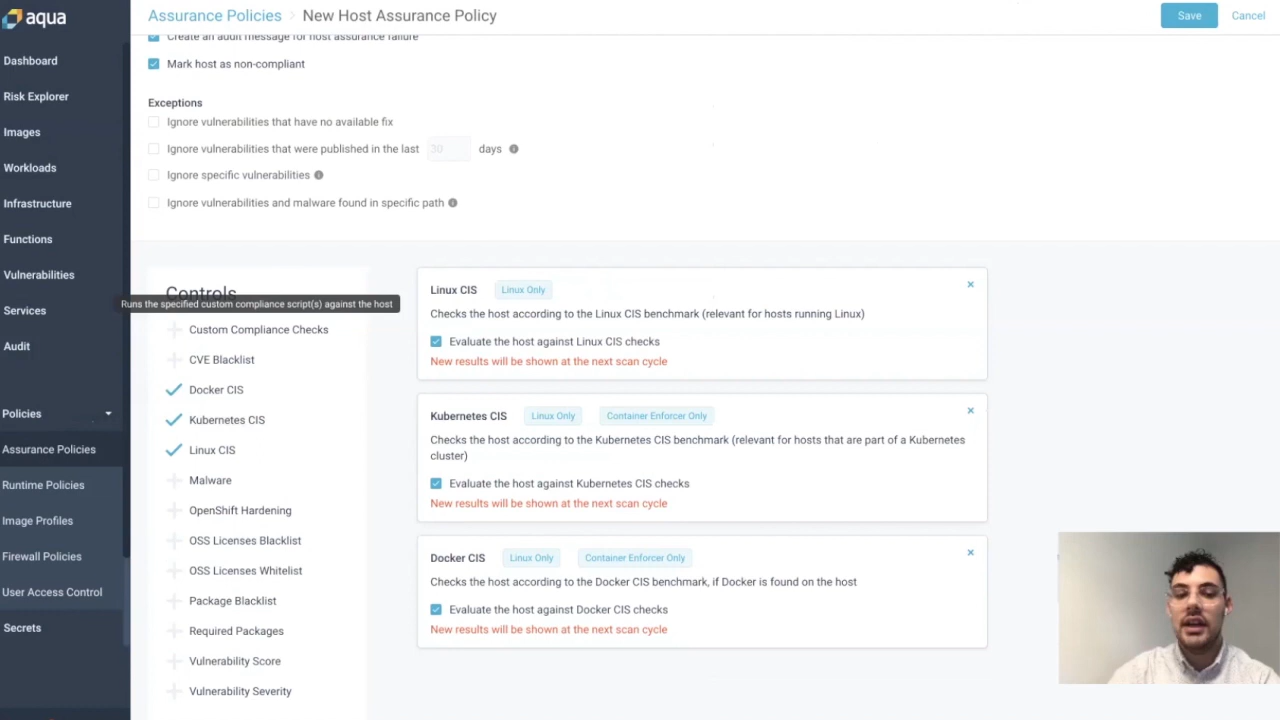 aqua
Assurance Policies
New Host Assurance Policy
Save
Cancel
Dashboard
Risk Explorer
Images
Workloads
Infrastructure
Functions
Vulnerabilities
Services
Audit
Policies
Assurance Policies
Runtime Policies
Image Profiles
Firewall Policies
User Access Control
Secrets
Create an audit message for host assurance failure
Mark host as non-compliant
Exceptions
Ignore vulnerabilities that have no available fix
Ignore vulnerabilities that were published in the last 30 days
Ignore specific vulnerabilities
Ignore vulnerabilities and malware found in specific path
Controls
Runs the specified custom compliance script(s) against the host
Custom Compliance Checks
CVE Blacklist
Docker CIS
Kubernetes CIS
Linux CIS
Malware
OpenShift Hardening
OSS Licenses Blacklist
OSS Licenses Whitelist
Package Blacklist
Required Packages
Vulnerability Score
Vulnerability Severity
Linux CIS Linux Only
Checks the host according to the Linux CIS benchmark (relevant for hosts running Linux)
Evaluate the host against Linux CIS checks
New results will be shown at the next scan cycle
Kubernetes CIS Linux Only Container Enforcer Only
Checks the host according to the Kubernetes CIS benchmark (relevant for hosts that are part of a Kubernetes
cluster)
Evaluate the host against Kubernetes CIS checks
New results will be shown at the next scan cycle
Docker CIS Linux Only Container Enforcer Only
Checks the host according to the Docker CIS benchmark, if Docker is found on the host
Evaluate the host against Docker CIS checks
New results will be shown at the next scan cycle